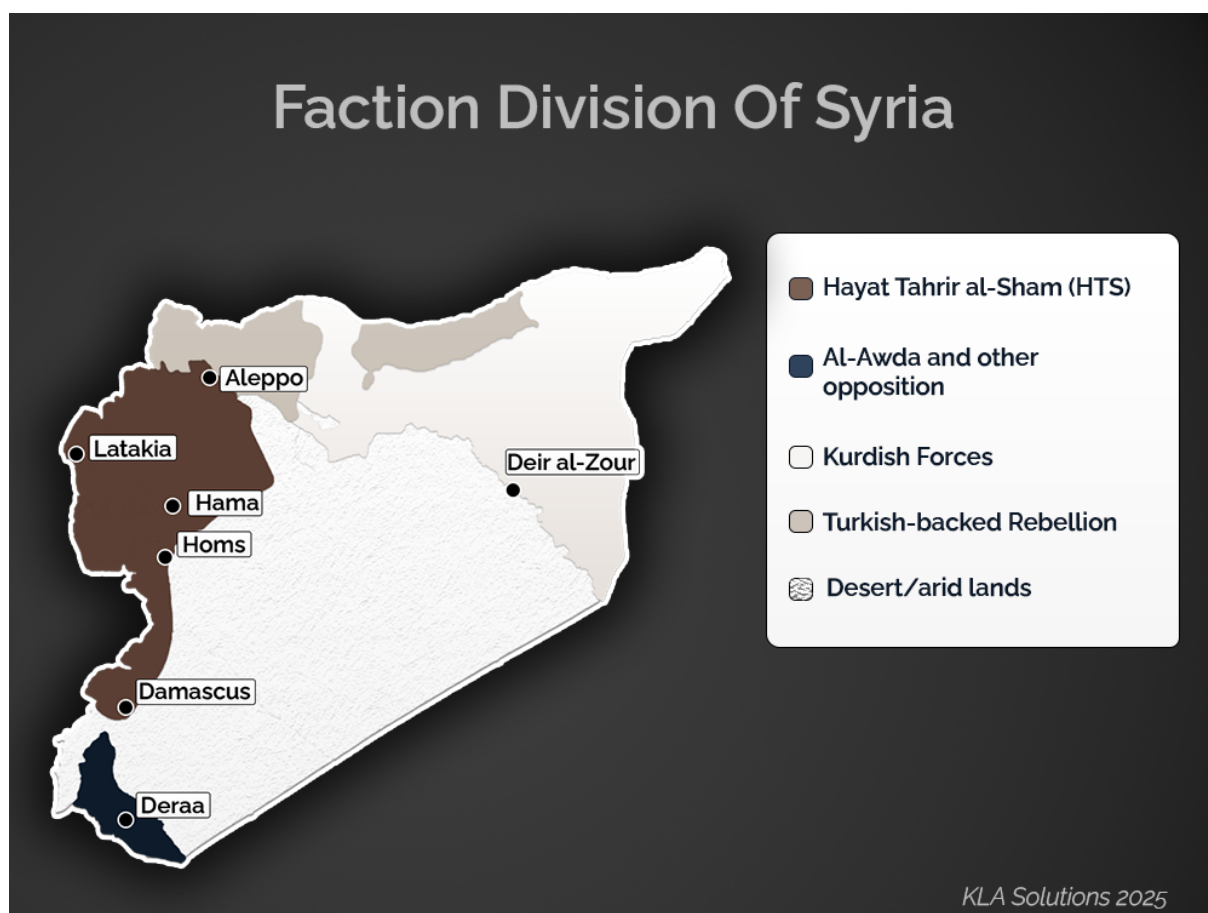 Faction Division Of Syria
Hayat Tahrir al-Sham (HTS)
Al-Awda and other
opposition
Kurdish Forces
Turkish-backed Rebellion
Desert/arid lands
Aleppo
Latakia
Deir al-Zour
Hama
Homs
Damascus
Deraa
KLA Solutions 2025